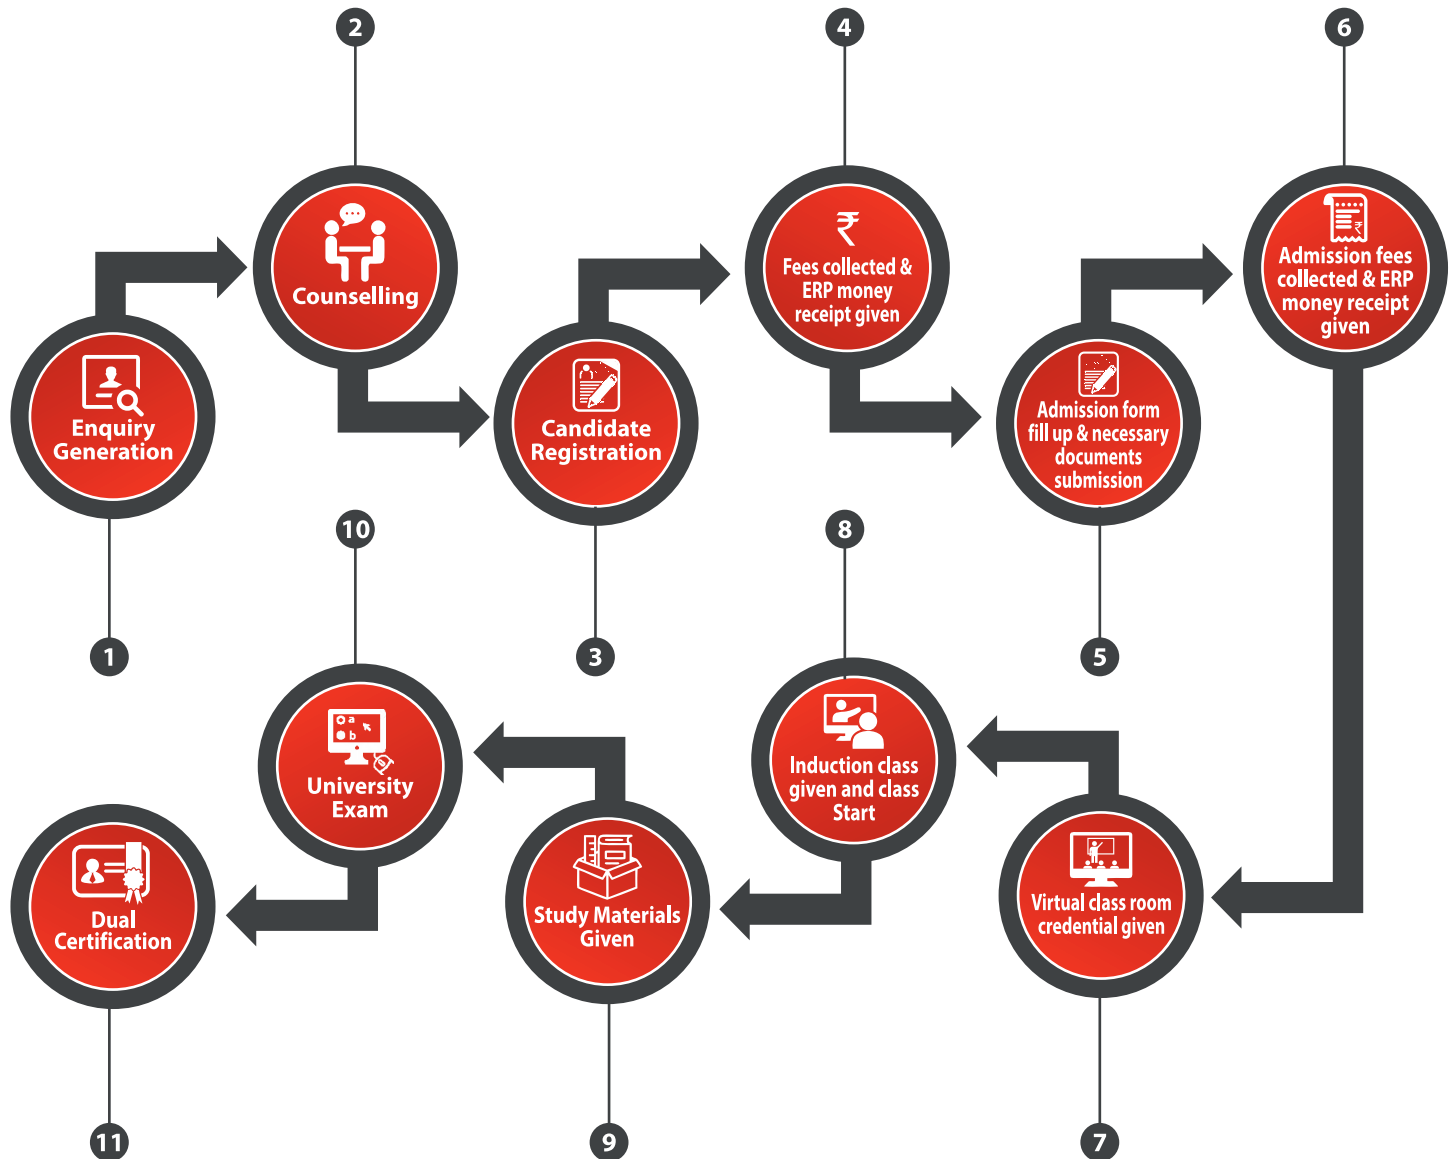 2
4
6
Counselling
₹
Fees collected &
ERP money
receipt given
₹
Admission fees
collected & ERP
money receipt
given
Enquiry
Generation
Candidate
Registration
Admission form
fill up & necessary
documents
submission
1
3
5
10
8
a
b
University
Exam
Induction class
given and class
Start
Dual
Certification
Study Materials
Given
Virtual class room
credential given
11
9
7